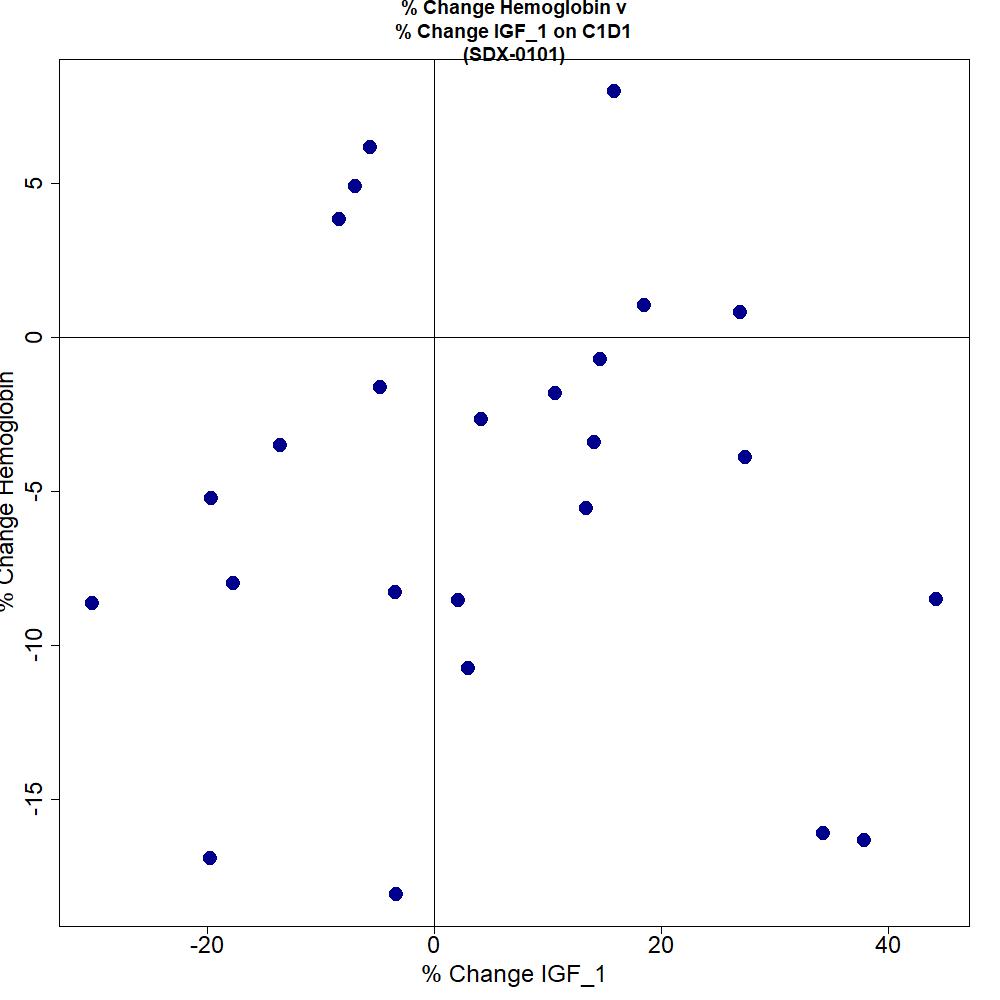 % Change Hemoglobin v
% Change IGF_1 on C1D1
(SDX-0101)
% Change Hemoglobin
5
0
-5
-10
-15
-20
0
20
40
% Change IGF_1